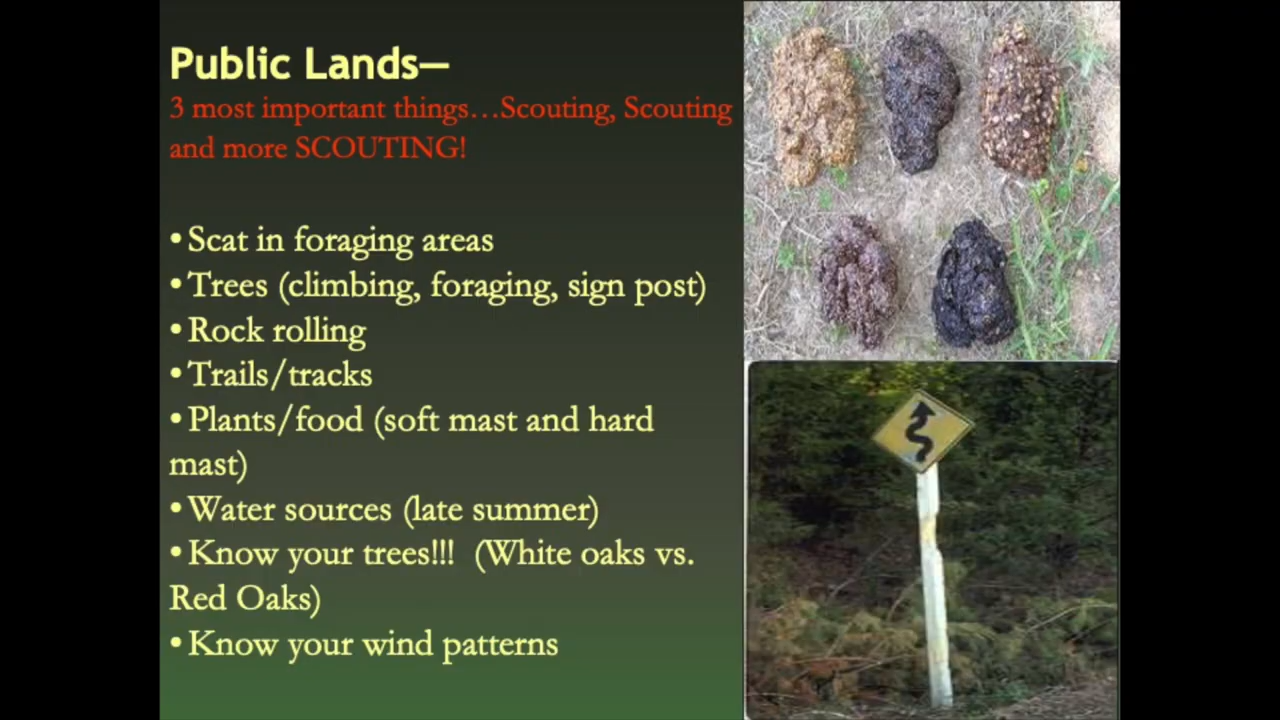 Public Lands—
3 most important things…Scouting, Scouting
and more SCOUTING!
• Scat in foraging areas
• Trees (climbing, foraging, sign post)
• Rock rolling
• Trails/tracks
• Plants/food (soft mast and hard
mast)
• Water sources (late summer)
• Know your trees!!!  (White oaks vs.
Red Oaks)
• Know your wind patterns